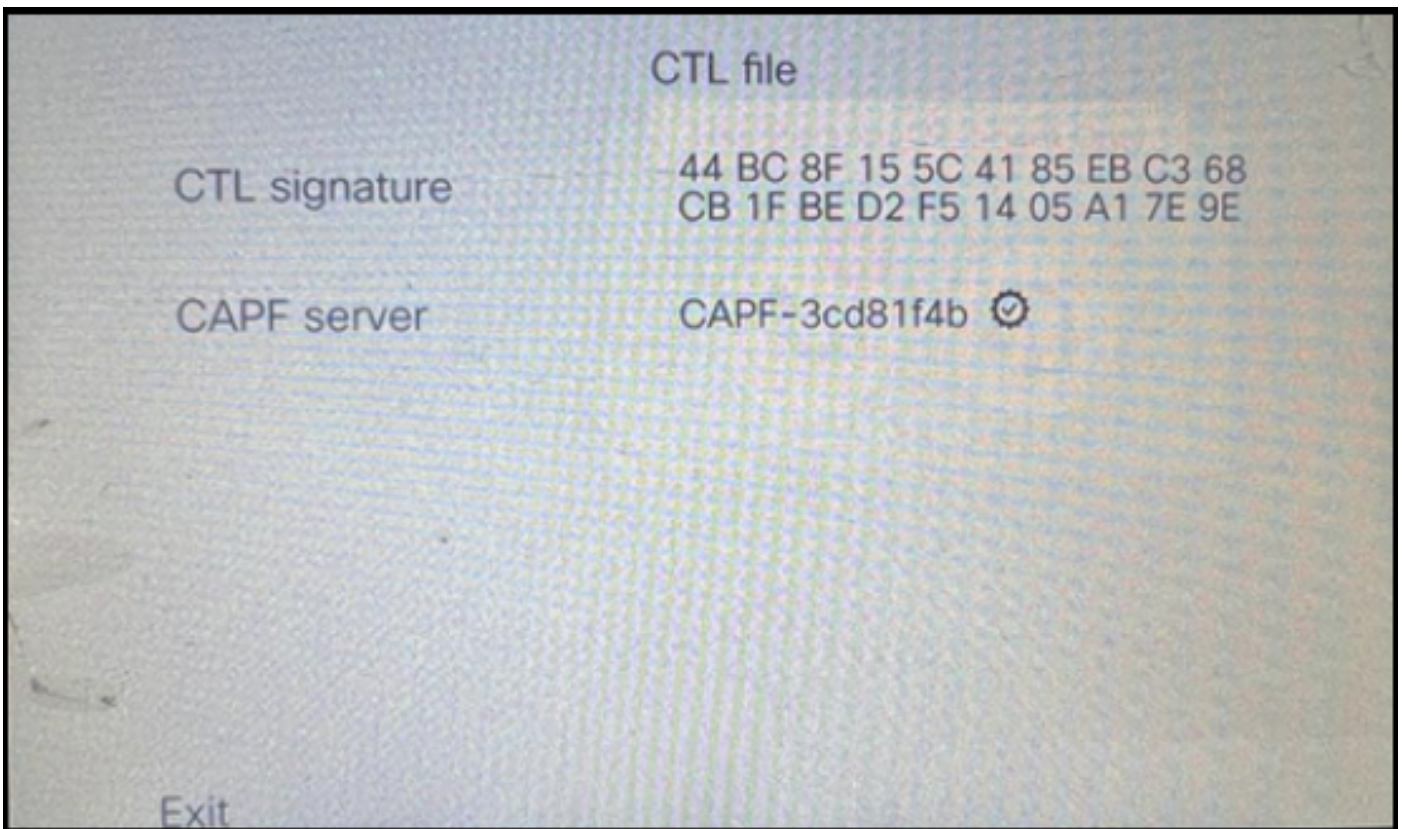 CTL file
CTL signature
44 BC 8F 15 5C 41 85 EB C3 68
CB 1F BE D2 F5 14 05 A1 7E 9E
CAPF server
CAPF-3cd81f4b
Exit